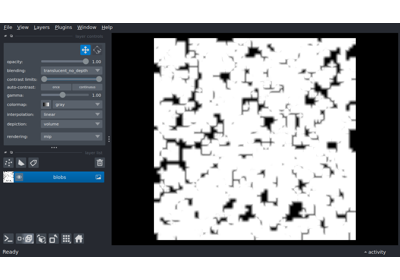 File View Layers Plugins Window Help
opacity: 1.00
blending: translucent_no_depth
contrast limits:
auto-contrast: once continuous
gamma: 1.00
colormap: gray
interpolation: linear
depiction: volume
rendering: mip
blobs
Ready
activity